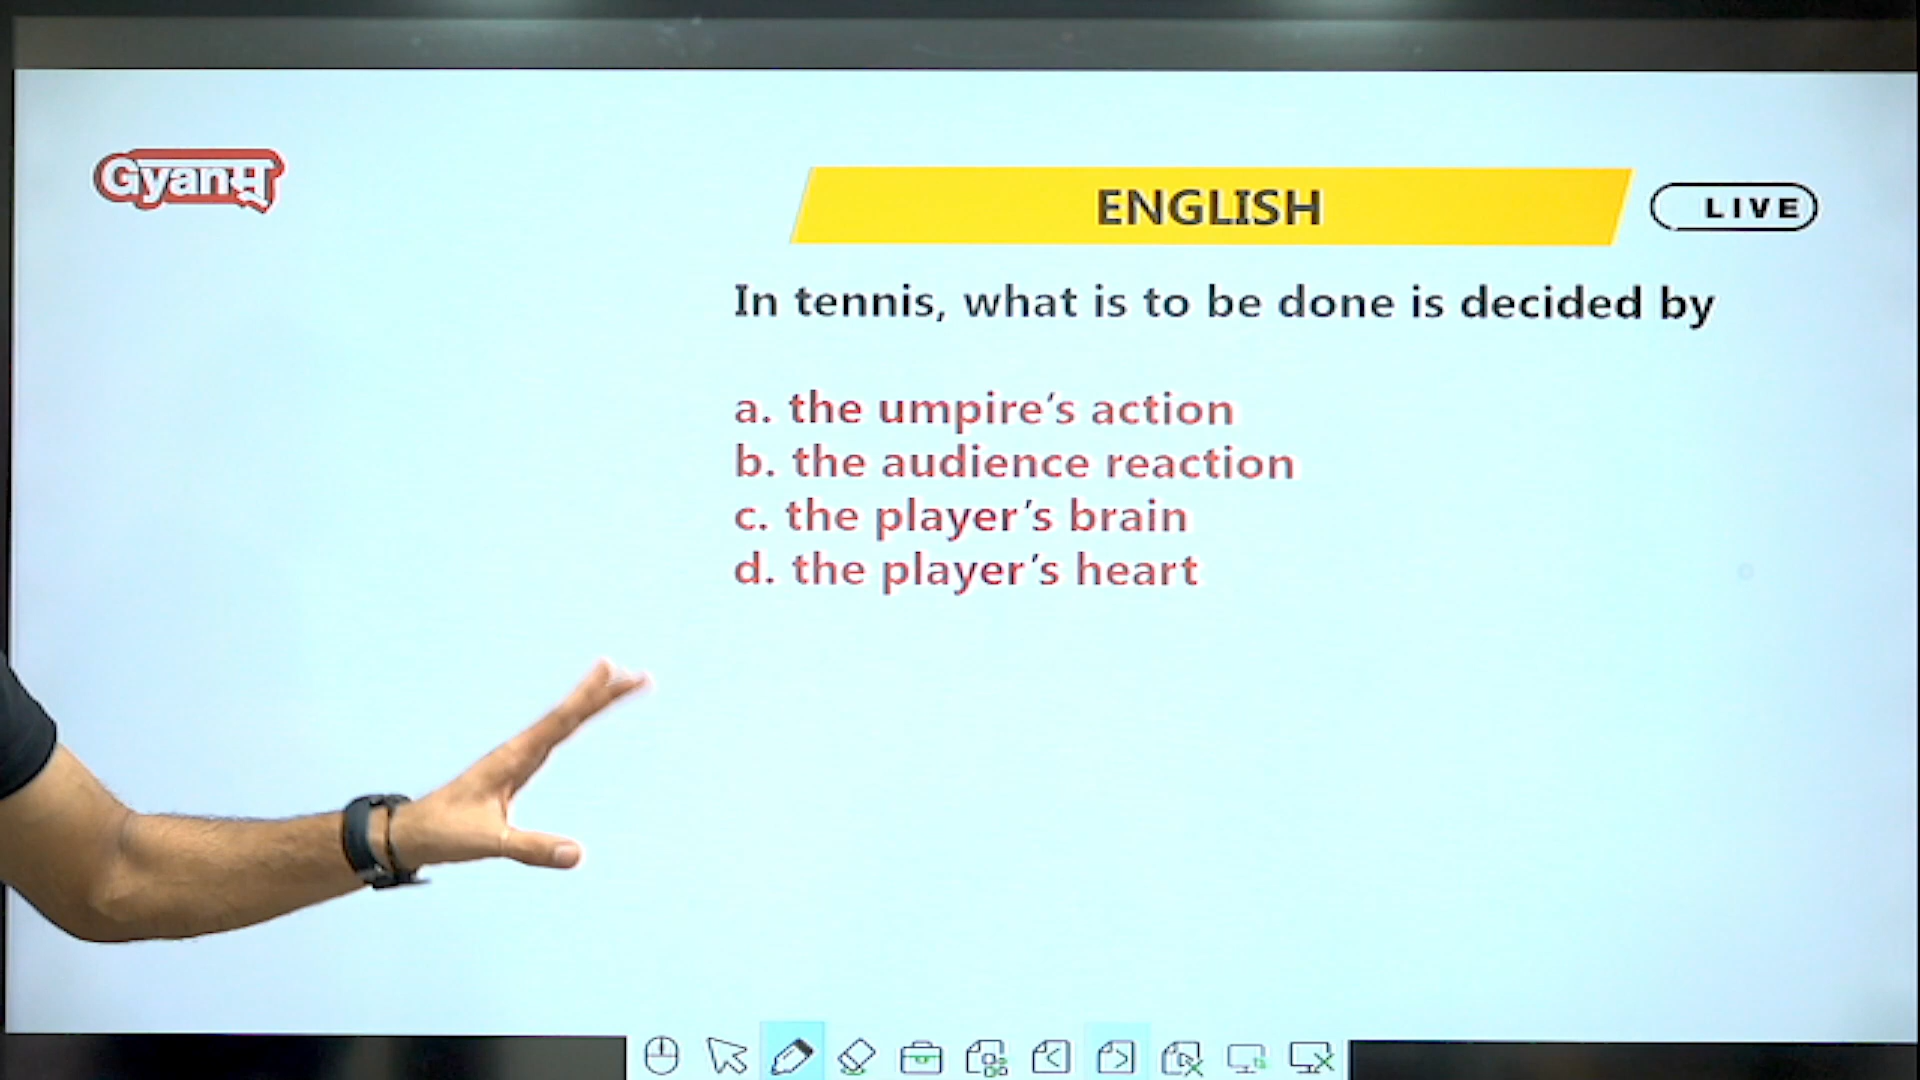 Gyanम्
ENGLISH
LIVE
In tennis, what is to be done is decided by
a. the umpire’s action
b. the audience reaction
c. the player’s brain
d. the player’s heart